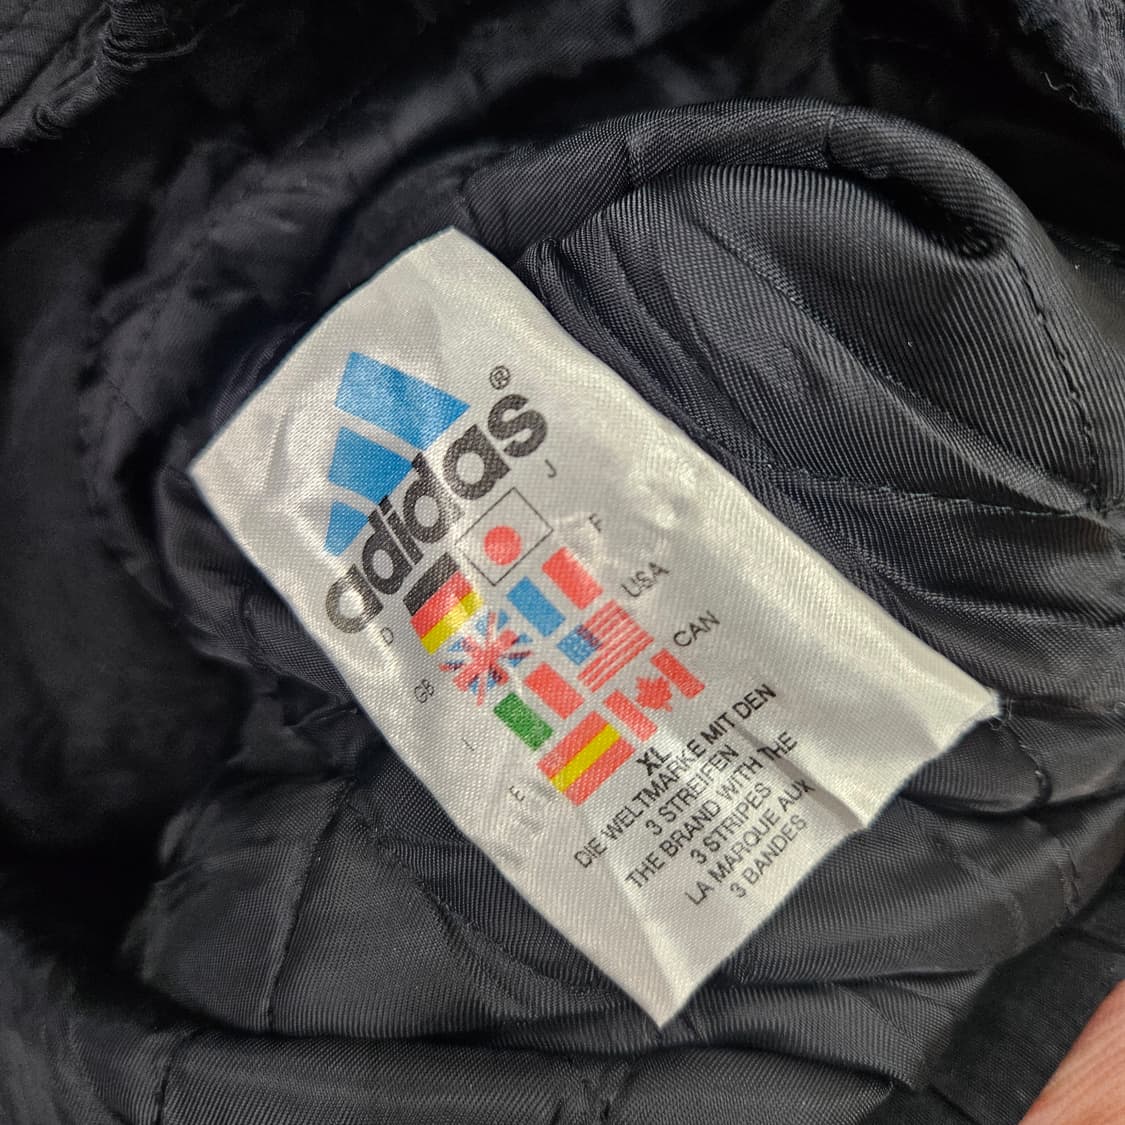 adidas®
D J
GB F
I USA
E CAN
XL
DIE WELTMARKE MIT DEN
3 STREIFEN
THE BRAND WITH THE
3 STRIPES
LA MARQUE AUX
3 BANDES